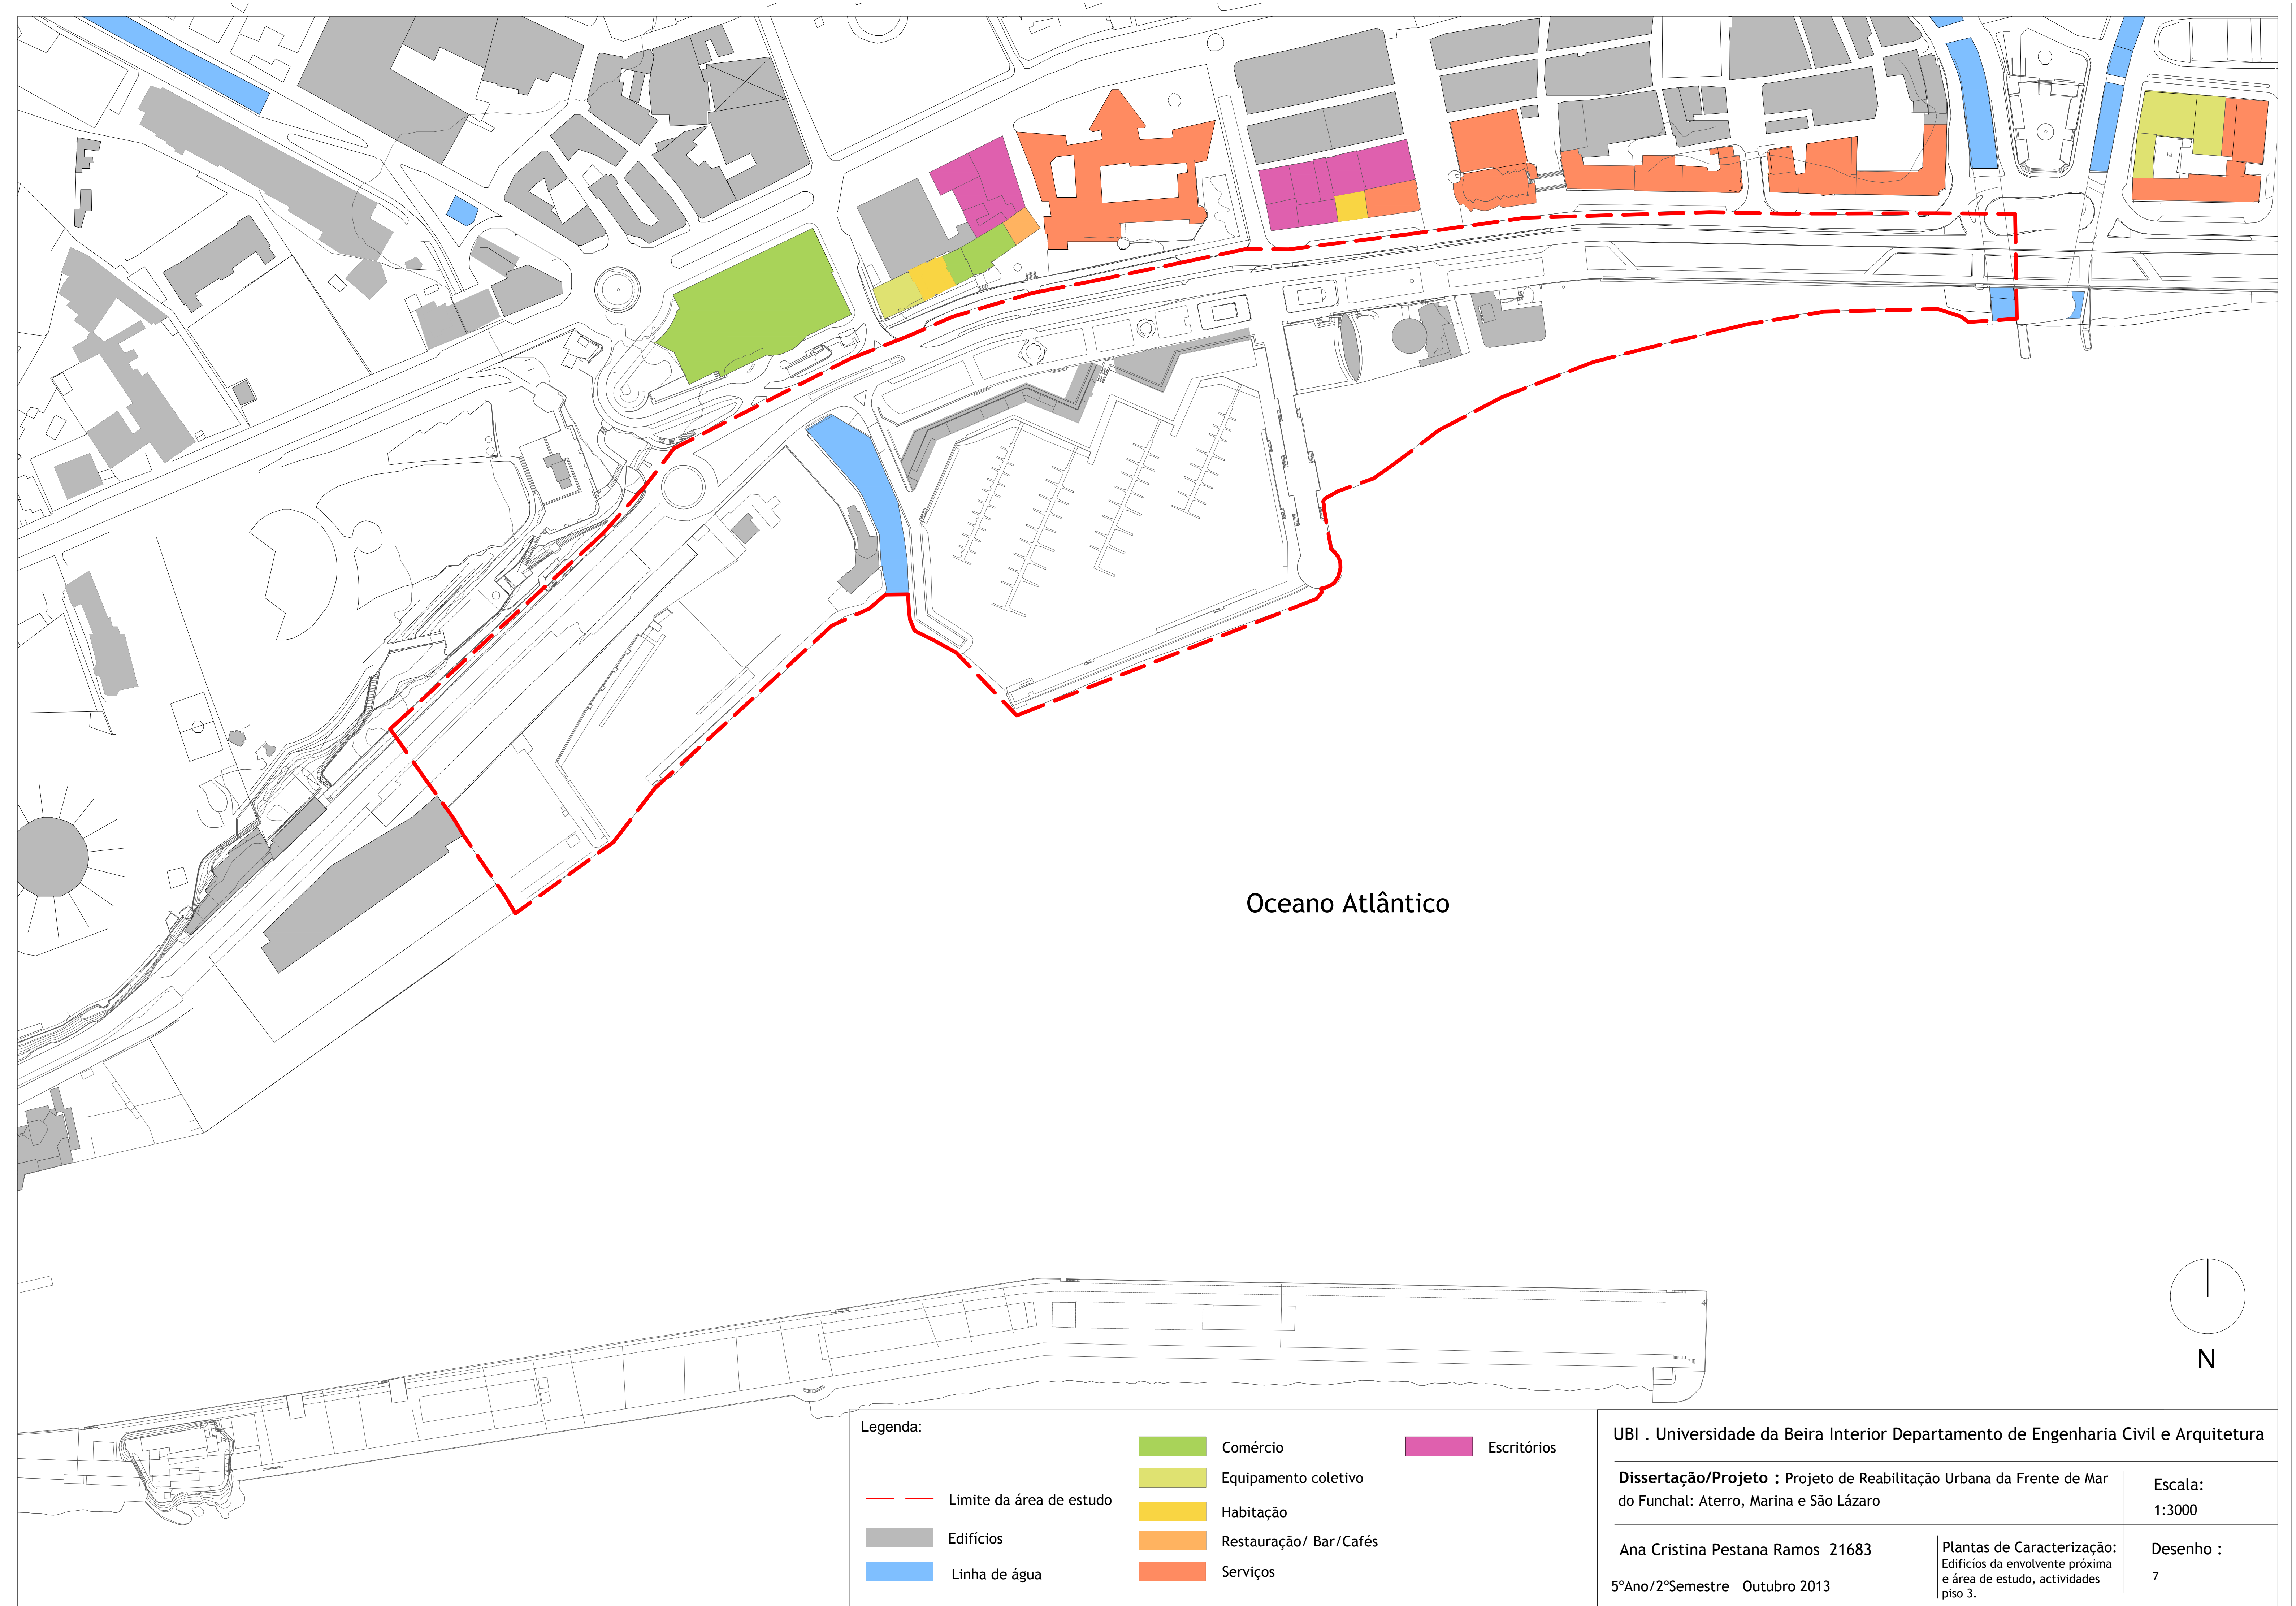 Oceano Atlântico
N
Legenda:
Limite da área de estudo
Edifícios
Linha de água
Comércio
Equipamento coletivo
Habitação
Restauração/ Bar/Cafés
Serviços
Escritórios
UBI . Universidade da Beira Interior Departamento de Engenharia Civil e Arquitetura
Dissertação/Projeto : Projeto de Reabilitação Urbana da Frente de Mar
do Funchal: Aterro, Marina e São Lázaro
Escala:
1:3000
Ana Cristina Pestana Ramos 21683
5ºAno/2ºSemestre Outubro 2013
Plantas de Caracterização:
Edificíos da envolvente próxima
e área de estudo, actividades
piso 3.
Desenho :
7